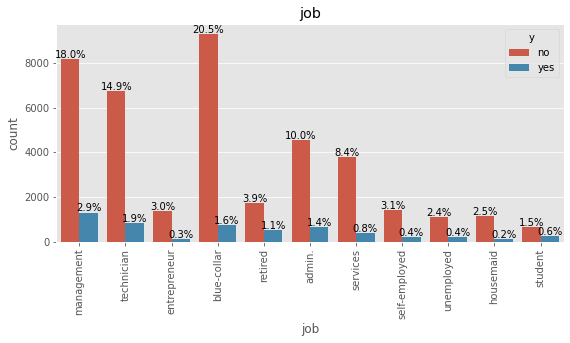 job
y
no
yes
count
8000
6000
4000
2000
0
18.0%
2.9%
14.9%
1.9%
3.0%
0.3%
20.5%
1.6%
3.9%
1.1%
10.0%
1.4%
8.4%
0.8%
3.1%
0.4%
2.4%
0.4%
2.5%
0.2%
1.5%
0.6%
management
technician
entrepreneur
blue-collar
retired
admin.
services
self-employed
unemployed
housemaid
student
job